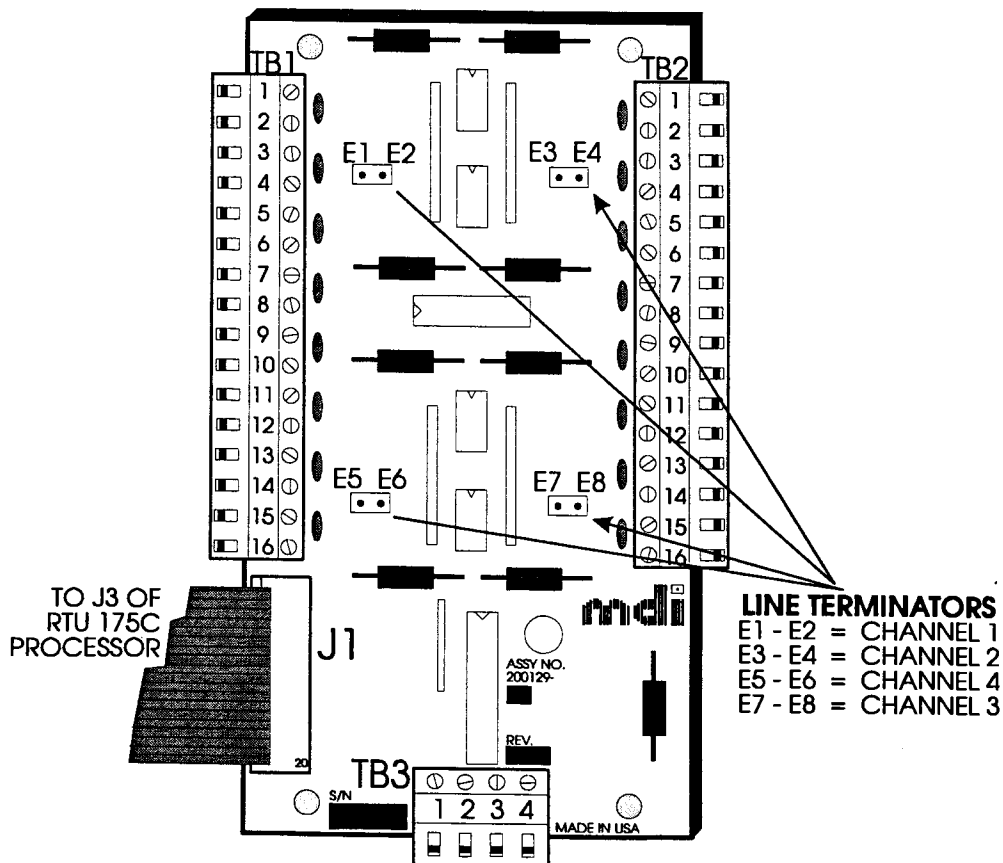 TB1
1
2
3
4
5
6
7
8
9
10
11
12
13
14
15
16
E1 E2
E3 E4
E5 E6
E7 E8
TB2
1
2
3
4
5
6
7
8
9
10
11
12
13
14
15
16
TO J3 OF
RTU 175C
PROCESSOR
J1
20
mdi
ASSY NO.
200129-
REV.
LINE TERMINATORS
E1 - E2 = CHANNEL 1
E3 - E4 = CHANNEL 2
E5 - E6 = CHANNEL 4
E7 - E8 = CHANNEL 3
S/N
TB3
1 2 3 4
MADE IN USA